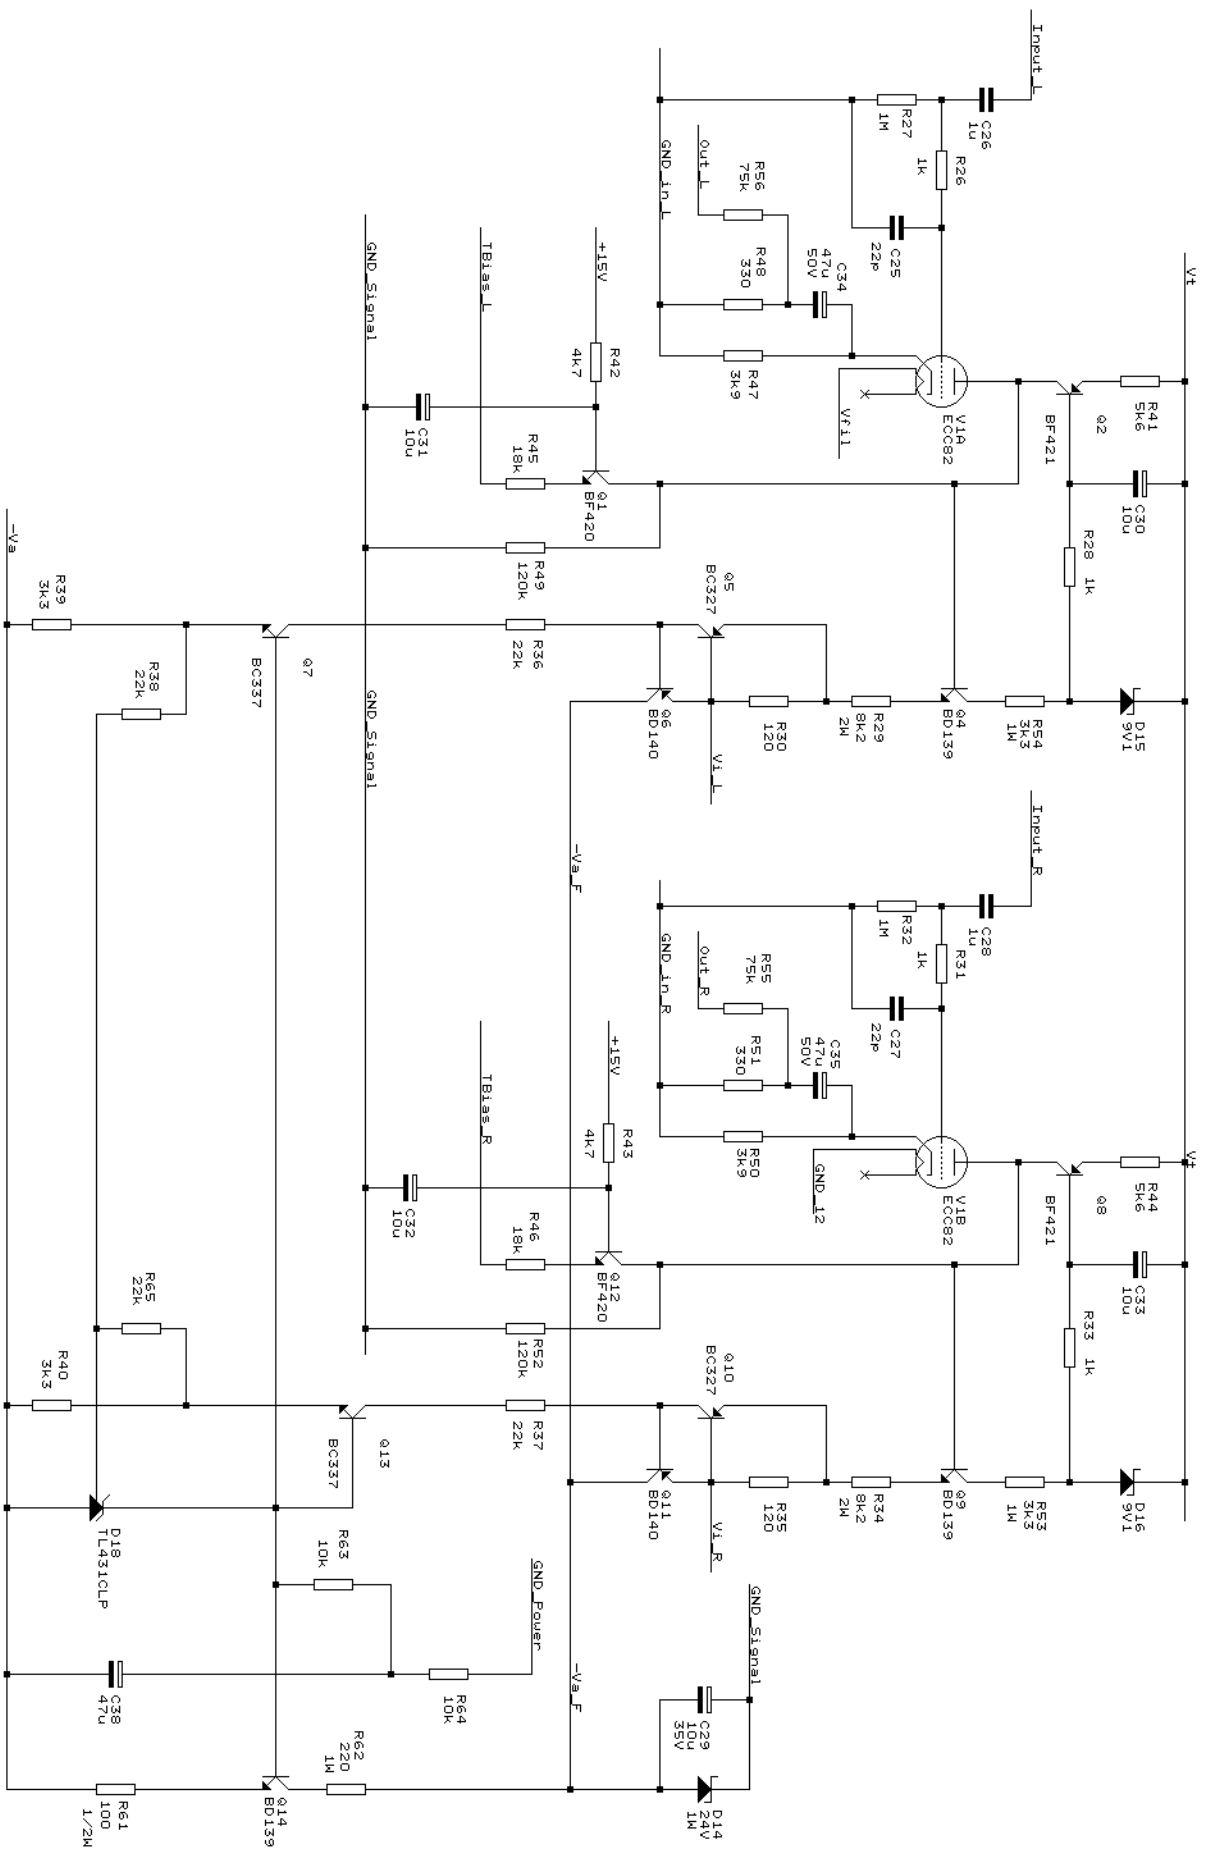 Input_L
Vt
C26
1u
R27
1M
R26
1k
C25
22p
GND_in_L
Out_L
R56
75k
R48
330
C34
47u
50V
R47
3k9
Vfil
V1A
ECC82
R41
5k6
Q2
BF421
C30
10u
R28
1k
GND_Signal
TBias_L
+15V
R42
4k7
C31
10u
R45
18k
Q1
BF420
R49
120k
-Va
R39
3k3
R38
22k
Q7
BC337
R36
22k
Q5
BC327
Q6
BD140
R30
120
R29
8k2
2W
Q4
BD139
R54
3k3
1W
D15
9V1
Vi_L
GND_Signal
-Va_F
Input_R
C28
1u
R32
1M
R31
1k
C27
22p
GND_in_R
Out_R
R55
75k
R51
330
C35
47u
50V
R50
3k9
GND_12
V1B
ECC82
Vt
R44
5k6
Q8
BF421
C33
10u
R33
1k
TBias_R
+15V
R43
4k7
C32
10u
R46
18k
Q12
BF420
R52
120k
R65
22k
R40
3k3
Q13
BC337
R37
22k
Q10
BC327
Q11
BD140
R35
120
R34
8k2
2W
Q9
BD139
R53
3k3
1W
D16
9V1
Vi_R
D18
TL431CLP
R63
10k
GND_Power
R64
10k
C38
47u
-Va_F
GND_Signal
C29
10u
35V
D14
24V
1W
R62
220
1W
Q14
BD139
R61
100
1/2W